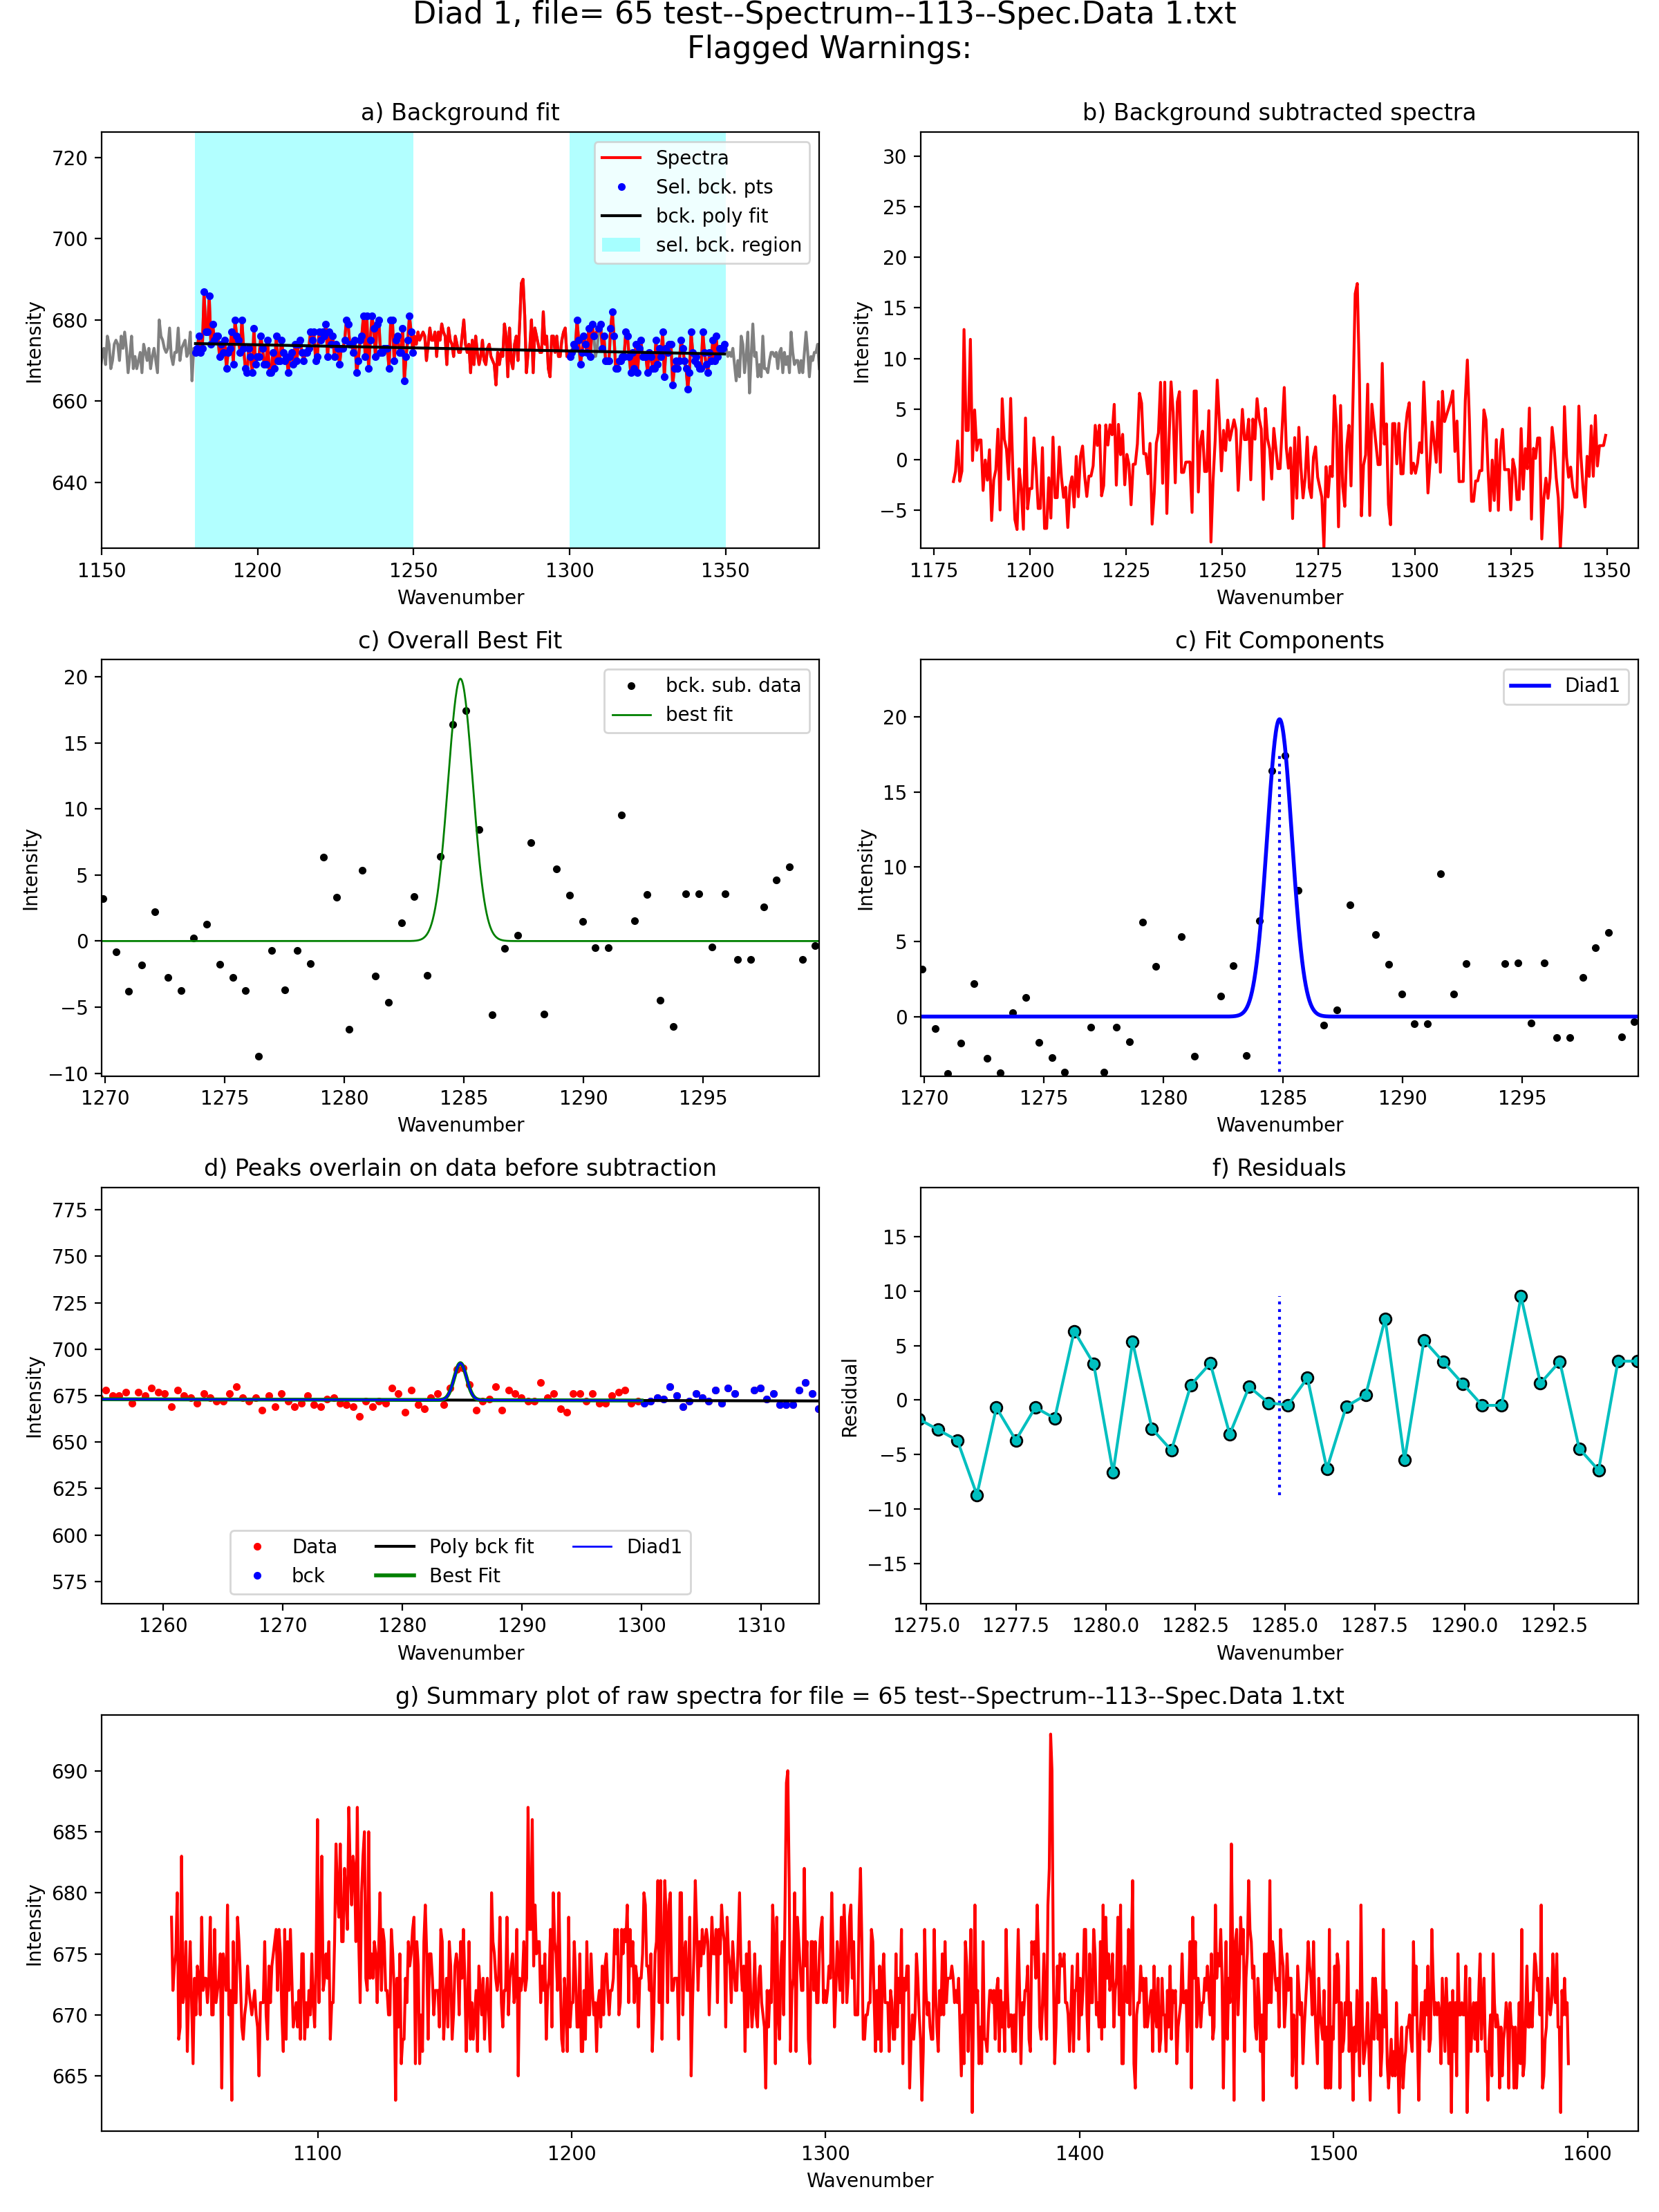 Diad 1, file= 65 test--Spectrum--113--Spec.Data 1.txt
Flagged Warnings:
a) Background fit
720
700
680
660
640
Intensity
1150
1200
1250
1300
1350
Wavenumber
Spectra
Sel. bck. pts
bck. poly fit
sel. bck. region
b) Background subtracted spectra
30
25
20
15
10
5
0
−5
Intensity
1175
1200
1225
1250
1275
1300
1325
1350
Wavenumber
c) Overall Best Fit
20
15
10
5
0
−5
−10
Intensity
1270
1275
1280
1285
1290
1295
Wavenumber
bck. sub. data
best fit
c) Fit Components
20
15
10
5
0
Intensity
1270
1275
1280
1285
1290
1295
Wavenumber
Diad1
d) Peaks overlain on data before subtraction
775
750
725
700
675
650
625
600
575
Intensity
1260
1270
1280
1290
1300
1310
Wavenumber
Data
bck
Poly bck fit
Best Fit
Diad1
f) Residuals
15
10
5
0
−5
−10
−15
Residual
1275.0
1277.5
1280.0
1282.5
1285.0
1287.5
1290.0
1292.5
Wavenumber
g) Summary plot of raw spectra for file = 65 test--Spectrum--113--Spec.Data 1.txt
690
685
680
675
670
665
Intensity
1100
1200
1300
1400
1500
1600
Wavenumber